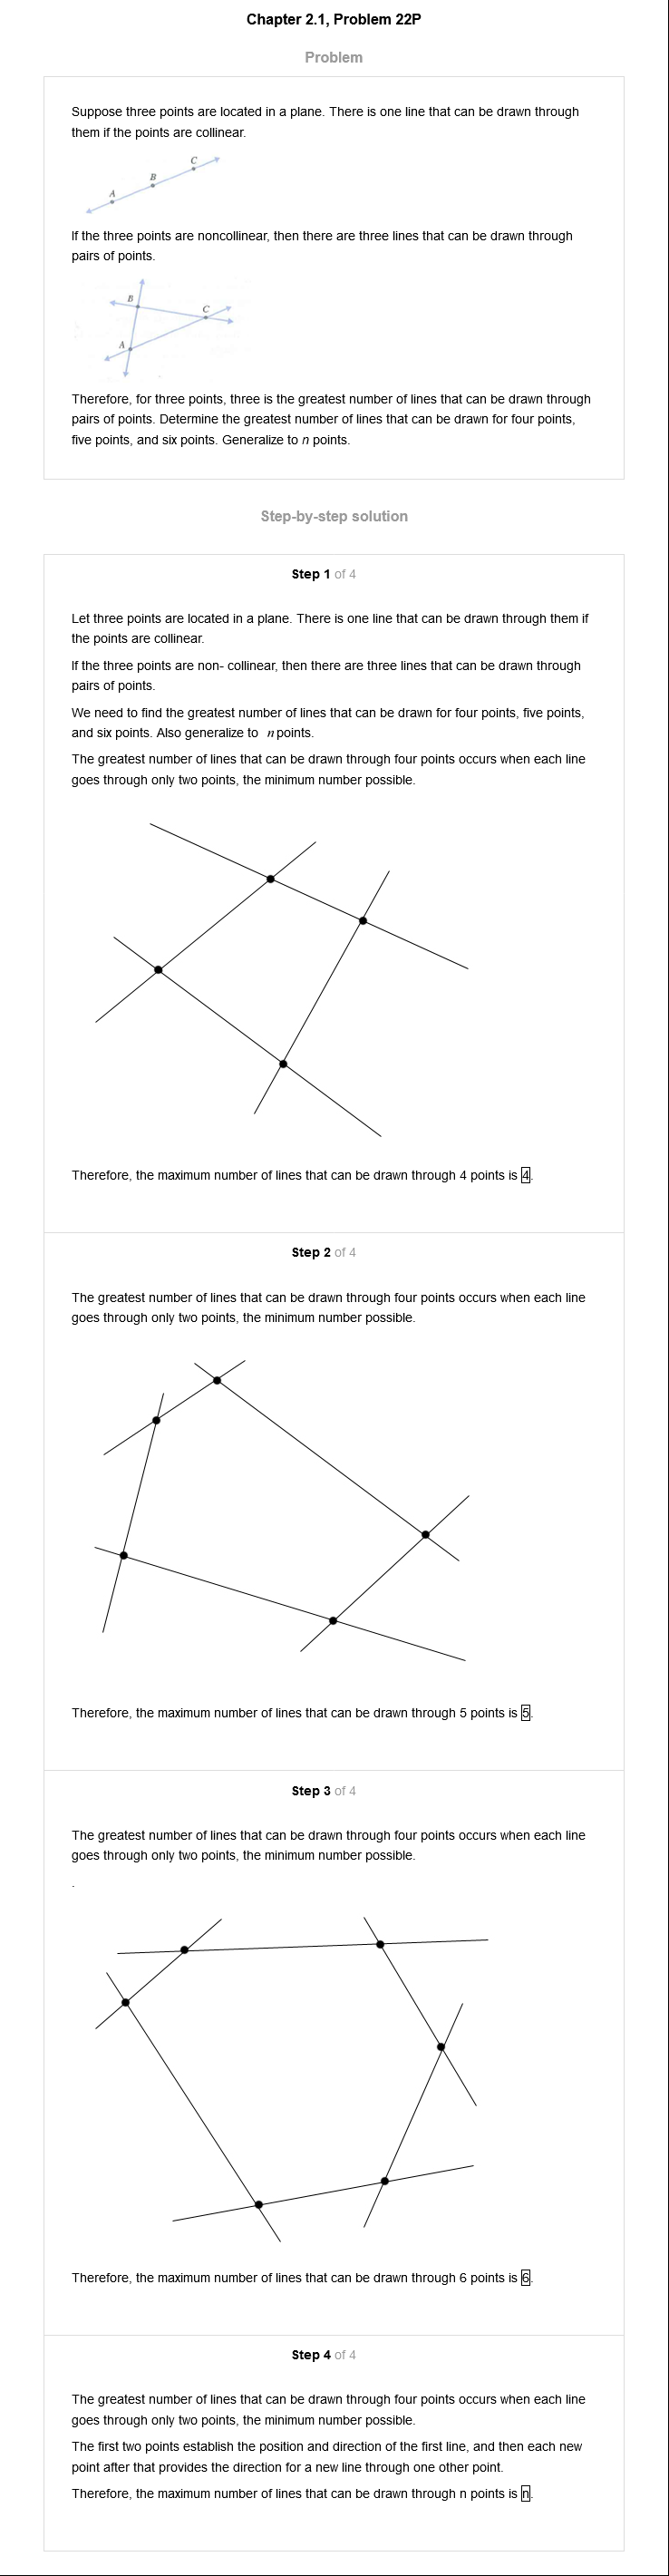 Chapter 2.1, Problem 22P
Problem
Suppose three points are located in a plane. There is one line that can be drawn through
them if the points are collinear.
A
B
C
If the three points are noncollinear, then there are three lines that can be drawn through
pairs of points.
B
C
A
Therefore, for three points, three is the greatest number of lines that can be drawn through
pairs of points. Determine the greatest number of lines that can be drawn for four points,
five points, and six points. Generalize to n points.
Step-by-step solution
Step 1 of 4
Let three points are located in a plane. There is one line that can be drawn through them if
the points are collinear.
If the three points are non- collinear, then there are three lines that can be drawn through
pairs of points.
We need to find the greatest number of lines that can be drawn for four points, five points,
and six points. Also generalize to n points.
The greatest number of lines that can be drawn through four points occurs when each line
goes through only two points, the minimum number possible.
Therefore, the maximum number of lines that can be drawn through 4 points is 4.
Step 2 of 4
The greatest number of lines that can be drawn through four points occurs when each line
goes through only two points, the minimum number possible.
Therefore, the maximum number of lines that can be drawn through 5 points is 5.
Step 3 of 4
The greatest number of lines that can be drawn through four points occurs when each line
goes through only two points, the minimum number possible.
.
Therefore, the maximum number of lines that can be drawn through 6 points is 6.
Step 4 of 4
The greatest number of lines that can be drawn through four points occurs when each line
goes through only two points, the minimum number possible.
The first two points establish the position and direction of the first line, and then each new
point after that provides the direction for a new line through one other point.
Therefore, the maximum number of lines that can be drawn through n points is n.